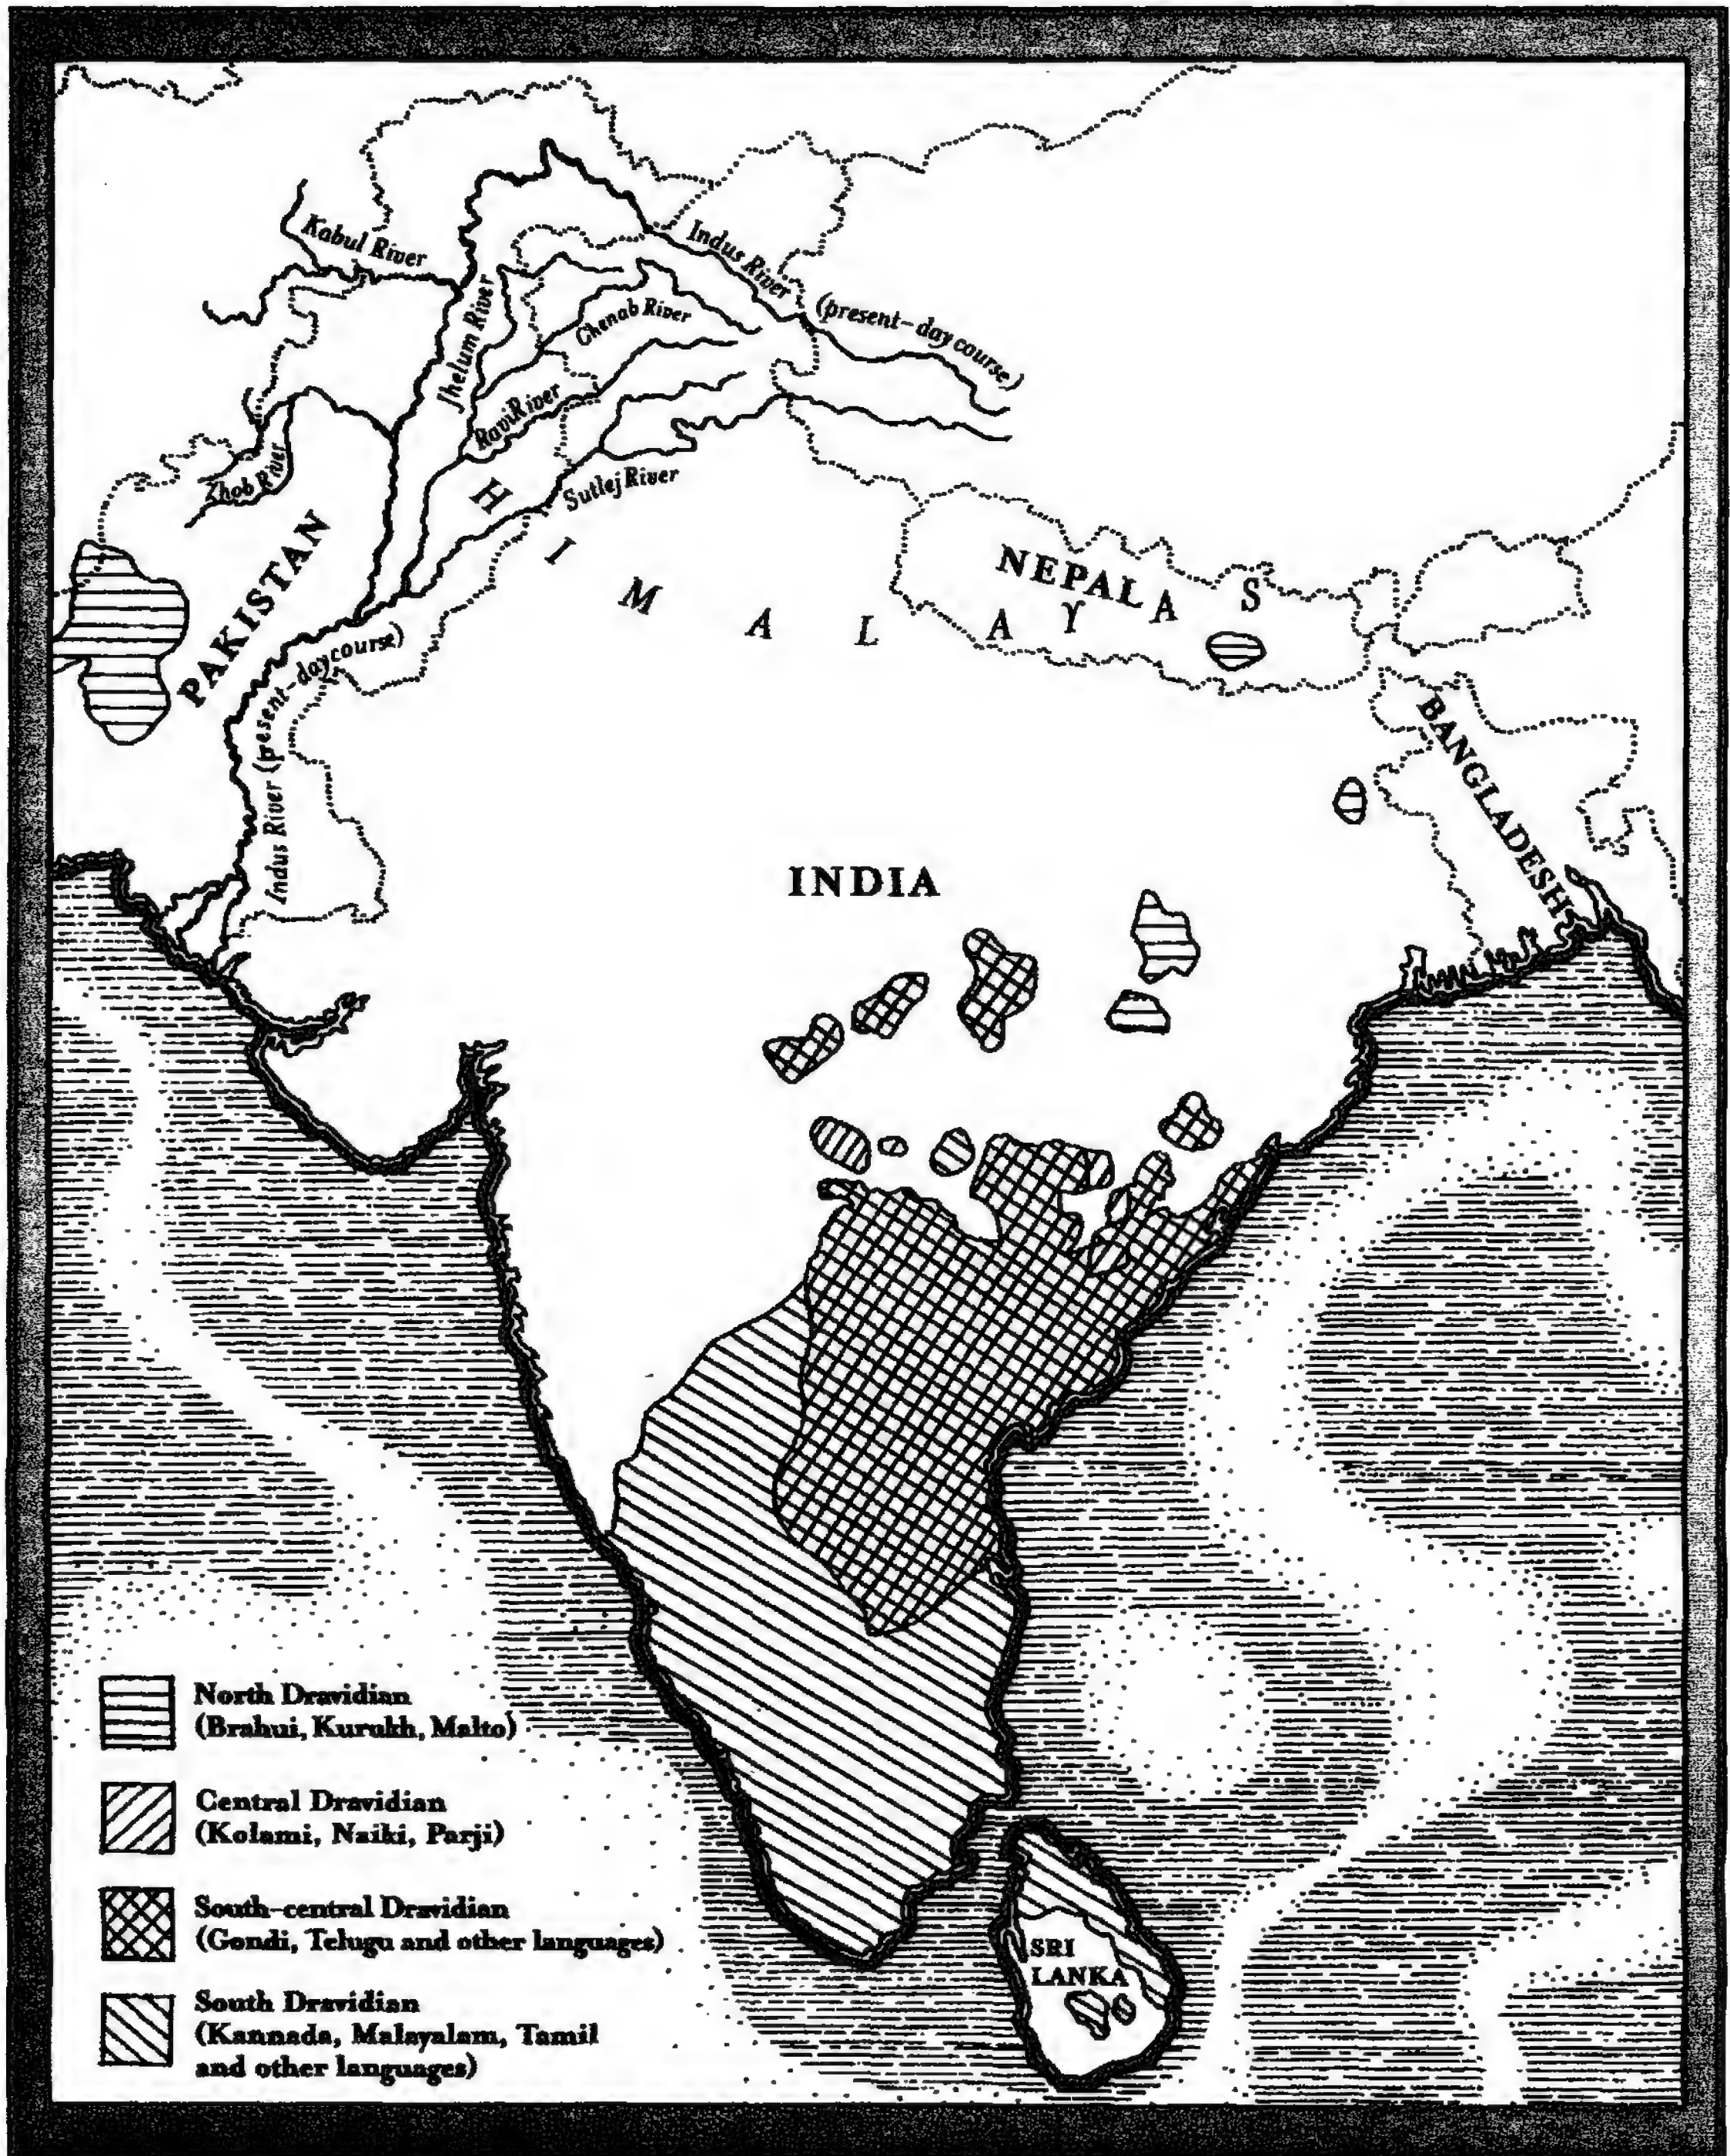 Kabul River
Indus River
(present-day course)
Jhelum River
Chenab River
Ravi River
Zhob River
Sutlej River
HIMALAYAS
NEPAL
PAKISTAN
Indus River (present-day course)
BANGLADESH
INDIA
North Dravidian
(Brahui, Kurukh, Malto)
Central Dravidian
(Kolami, Naiki, Parji)
South-central Dravidian
(Gondi, Telugu and other languages)
South Dravidian
(Kannada, Malayalam, Tamil
and other languages)
SRI
LANKA